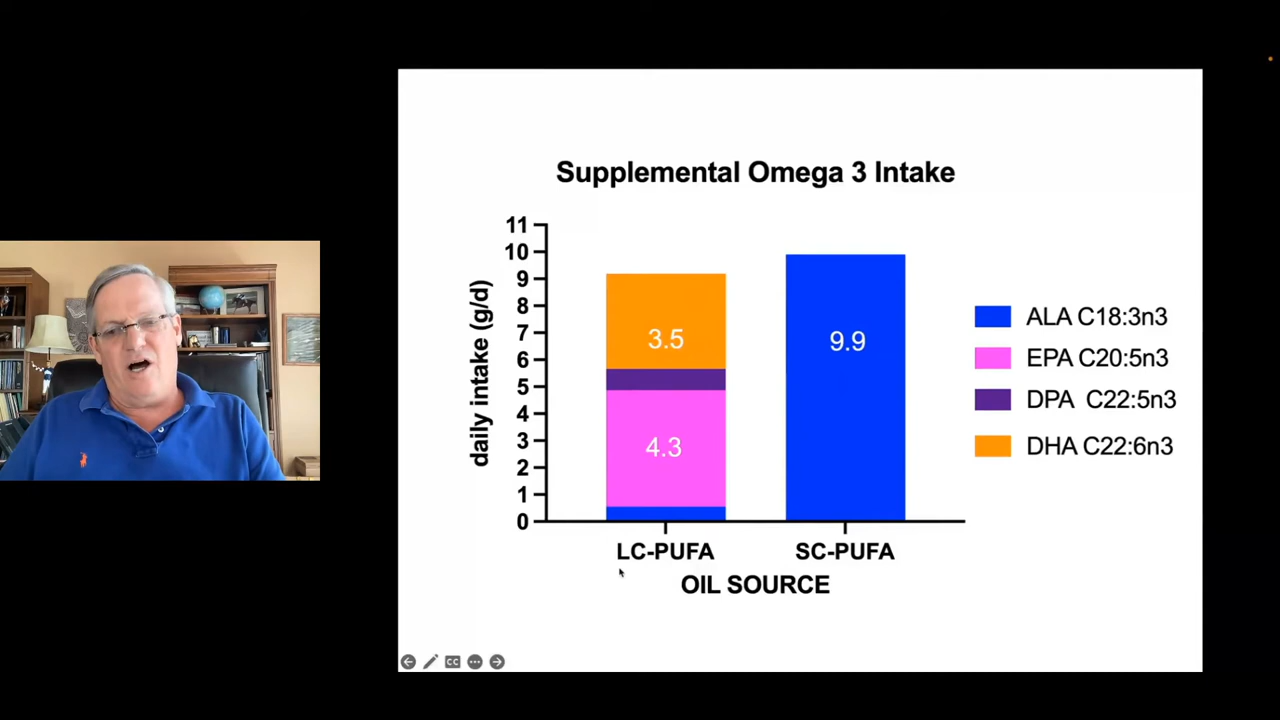 Supplemental Omega 3 Intake
daily intake (g/d)
11
10
9
8
7
6
5
4
3
2
1
0
3.5
4.3
9.9
LC-PUFA
SC-PUFA
OIL SOURCE
ALA C18:3n3
EPA C20:5n3
DPA C22:5n3
DHA C22:6n3
CC